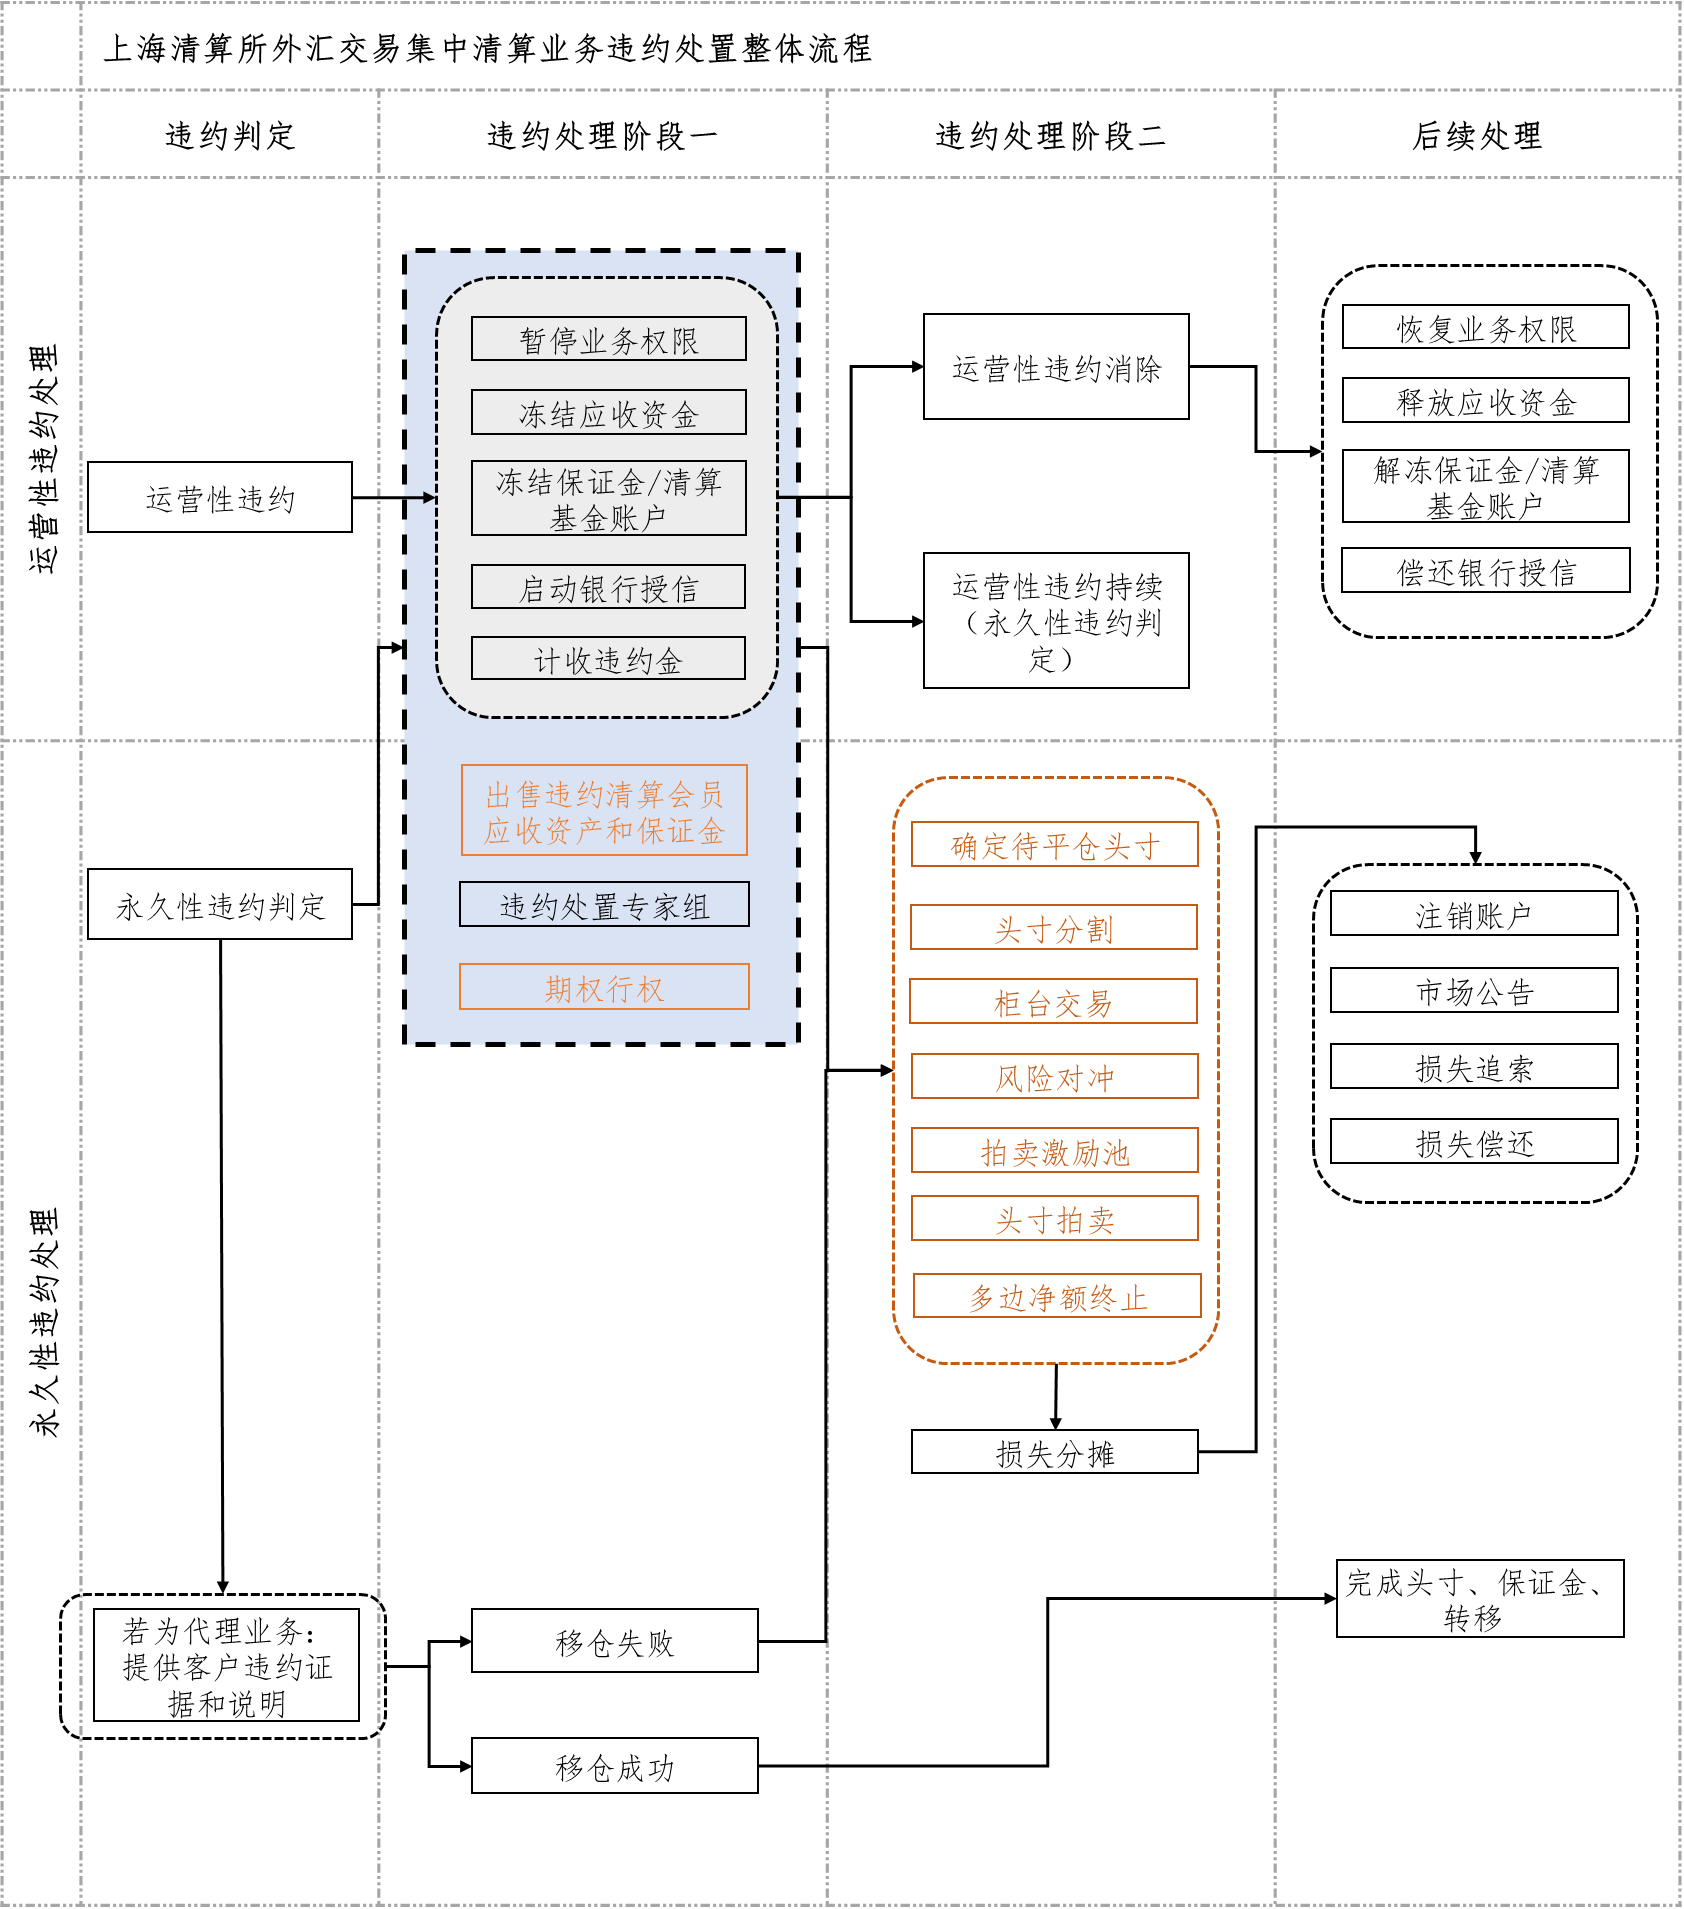 上海清算所外汇交易集中清算业务违约处置整体流程
违约判定
违约处理阶段一
违约处理阶段二
后续处理
运营性违约处理
运营性违约
暂停业务权限
冻结应收资金
冻结保证金/清算
基金账户
启动银行授信
计收违约金
运营性违约消除
运营性违约持续
（永久性违约判
定）
恢复业务权限
释放应收资金
解冻保证金/清算
基金账户
偿还银行授信
永久性违约处理
永久性违约判定
出售违约清算会员
应收资产和保证金
违约处置专家组
期权行权
确定待平仓头寸
头寸分割
柜台交易
风险对冲
拍卖激励池
头寸拍卖
多边净额终止
损失分摊
注销账户
市场公告
损失追索
损失偿还
若为代理业务：
提供客户违约证
据和说明
移仓失败
移仓成功
完成头寸、保证金、
转移